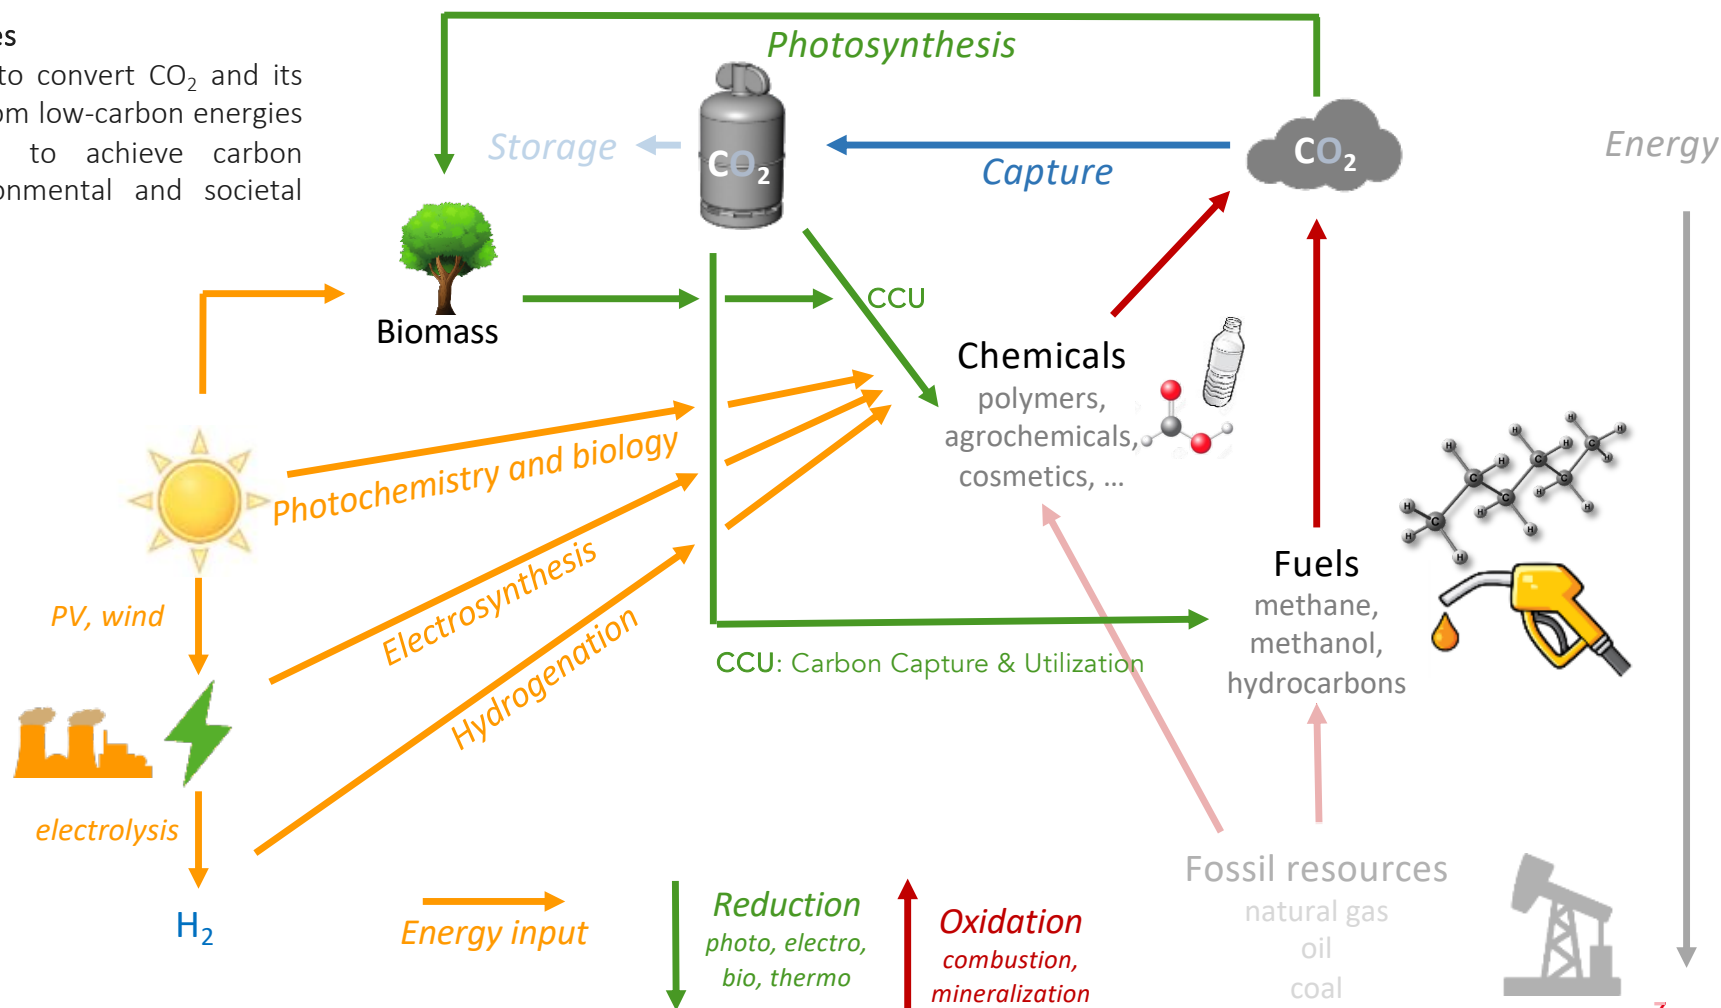 es
to convert CO₂ and its
om low-carbon energies
to achieve carbon
onmental and societal
Photosynthesis
Storage
CO₂
Capture
CO₂
Energy
Biomass
CCU
Chemicals
polymers,
agrochemicals,
cosmetics, ...
Photochemistry and biology
Electrosynthesis
Hydrogenation
PV, wind
electrolysis
H₂
CCU: Carbon Capture & Utilization
Fuels
methane,
methanol,
hydrocarbons
Fossil resources
natural gas
oil
coal
Energy input
Reduction
photo, electro,
bio, thermo
Oxidation
combustion,
mineralization